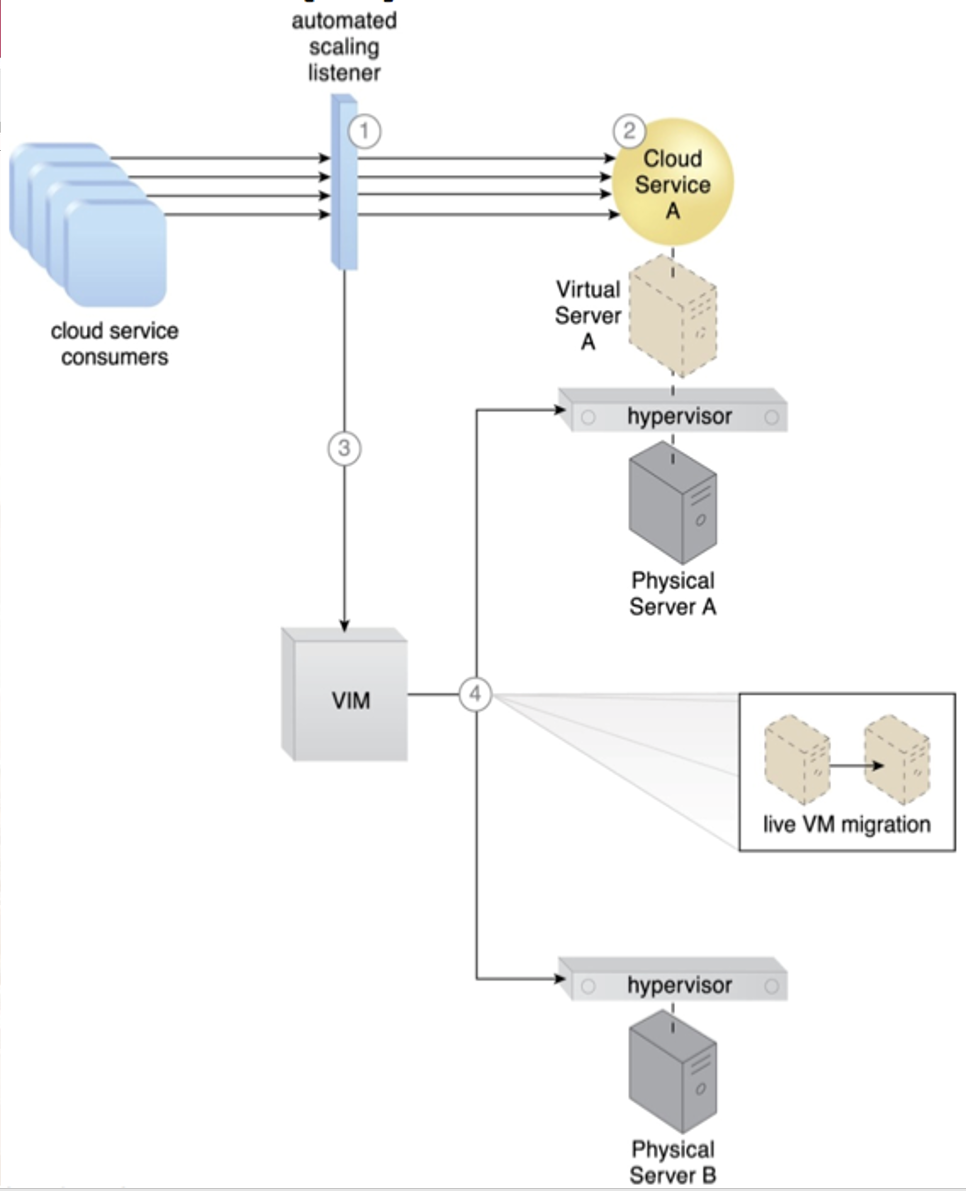 automated
scaling
listener
1
2
Cloud
Service
A
cloud service
consumers
Virtual
Server
A
hypervisor
3
Physical
Server A
VIM
4
live VM migration
hypervisor
Physical
Server B